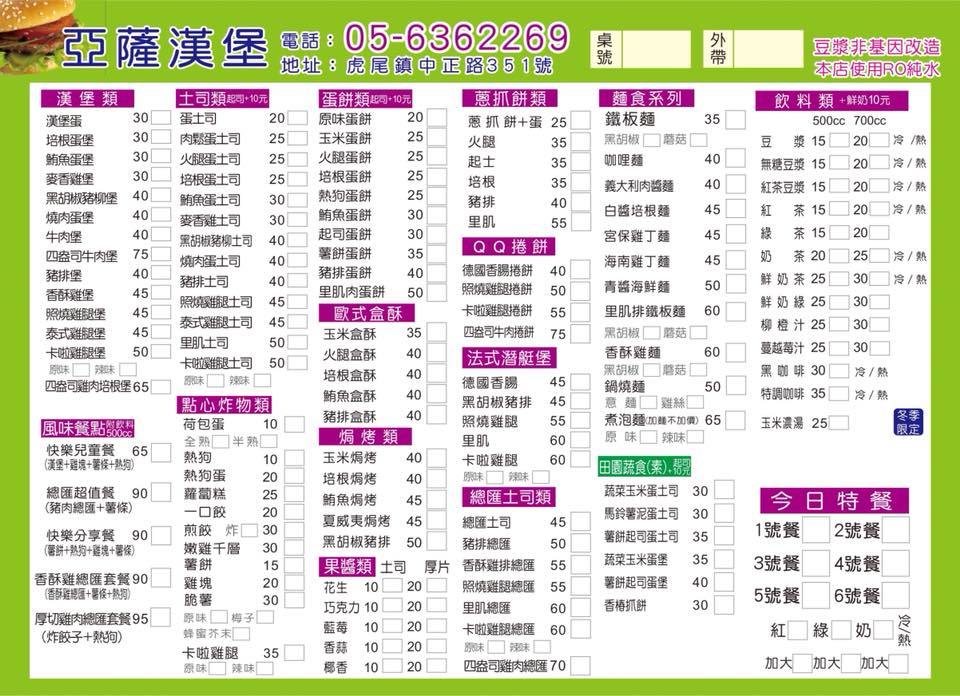 亞薩漢堡
電話：05-6362269
地址：虎尾鎮中正路351號
桌號
外帶
豆漿非基因改造
本店使用RO純水
漢堡類
漢堡蛋 30
培根蛋堡 30
鮪魚蛋堡 30
麥香雞堡 30
黑胡椒豬柳堡 40
燒肉蛋堡 40
牛肉堡 40
四盎司牛肉堡 75
豬排堡 40
香酥雞堡 45
照燒雞腿堡 45
泰式雞腿堡 45
卡啦雞腿堡 50
原味 辣味
四盎司雞肉培根堡 65
風味餐點附飲料500cc
快樂兒童餐 65
(漢堡+雞塊+薯條+熱狗)
總匯超值餐 90
(豬肉總匯+薯條)
快樂分享餐 90
(薯餅+熱狗+雞塊+薯條)
香酥雞總匯套餐 90
(香酥雞總匯+薯條+熱狗)
厚切雞肉總匯套餐 95
(炸餃子+熱狗)
土司類起司+10元
蛋土司 20
肉鬆蛋土司 25
火腿蛋土司 25
培根蛋土司 25
鮪魚蛋土司 30
麥香雞土司 30
黑胡椒豬柳土司 40
燒肉蛋土司 40
豬排土司 40
照燒雞腿土司 45
泰式雞腿土司 45
里肌土司 50
卡啦雞腿土司 50
原味 辣味
點心炸物類
荷包蛋 10
全熟 半熟
熱狗 10
熱狗蛋 20
蘿蔔糕 25
一口餃 20
煎餃 炸 30
嫩雞千層 30
薯餅 15
雞塊 20
脆薯 30
原味 梅子
蜂蜜芥末
卡啦雞腿 35
原味 辣味
蛋餅類起司+10元
原味蛋餅 20
玉米蛋餅 25
火腿蛋餅 25
培根蛋餅 25
熱狗蛋餅 25
鮪魚蛋餅 30
起司蛋餅 30
薯餅蛋餅 35
豬排蛋餅 40
里肌肉蛋餅 50
歐式盒酥
玉米盒酥 35
火腿盒酥 40
培根盒酥 40
鮪魚盒酥 40
豬排盒酥 40
焗烤類
玉米焗烤 40
培根焗烤 40
鮪魚焗烤 45
夏威夷焗烤 45
黑胡椒豬排 50
果醬類 土司 厚片
花生 10 20
巧克力 10 20
藍莓 10 20
香蒜 10 20
椰香 10 20
蔥抓餅類
蔥抓餅+蛋 25
火腿 35
起士 35
培根 35
豬排 40
里肌 55
QQ捲餅
德國香腸捲餅 40
照燒雞腿捲餅 50
卡啦雞腿捲餅 55
四盎司牛肉捲餅 75
法式潛艇堡
德國香腸 45
黑胡椒豬排 45
照燒雞腿 55
里肌 60
卡啦雞腿 60
原味 辣味
總匯土司類
總匯土司 45
豬排總匯 50
香酥雞排總匯 55
照燒雞腿總匯 55
里肌總匯 60
卡啦雞腿總匯 60
原味 辣味
四盎司雞肉總匯 70
麵食系列
鐵板麵 35
黑胡椒 蘑菇
咖哩麵 40
義大利肉醬麵 40
白醬培根麵 45
宮保雞丁麵 45
海南雞丁麵 45
青醬海鮮麵 50
里肌排鐵板麵 60
黑胡椒 蘑菇
香酥雞麵 60
黑胡椒 蘑菇
鍋燒麵 50
意麵 雞絲
煮泡麵(加麵不加價) 65
原味 辣味
田園蔬食(素)+起司+10元
蔬菜玉米蛋土司 30
馬鈴薯泥蛋土司 30
薯餅起司蛋土司 35
蔬菜玉米蛋堡 35
薯餅起司蛋堡 40
香椿抓餅 30
飲料類+鮮奶10元
500cc 700cc
豆漿 15 20 冷/熱
無糖豆漿 15 20 冷/熱
紅茶豆漿 15 20 冷/熱
紅茶 15 20 冷/熱
綠茶 15 20
奶茶 20 25 冷/熱
鮮奶茶 25 30 冷/熱
鮮奶綠 25 30
柳橙汁 25 30
蔓越莓汁 25 30
黑咖啡 30 冷/熱
特調咖啡 35 冷/熱
玉米濃湯 25
冬季限定
今日特餐
1號餐 2號餐
3號餐 4號餐
5號餐 6號餐
紅 綠 奶 冷/熱
加大 加大 加大